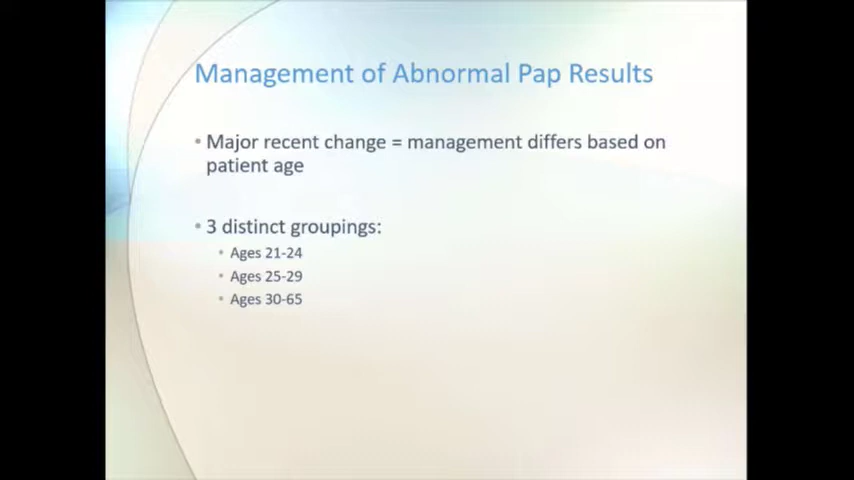 Management of Abnormal Pap Results
• Major recent change = management differs based on
patient age
• 3 distinct groupings:
• Ages 21-24
• Ages 25-29
• Ages 30-65